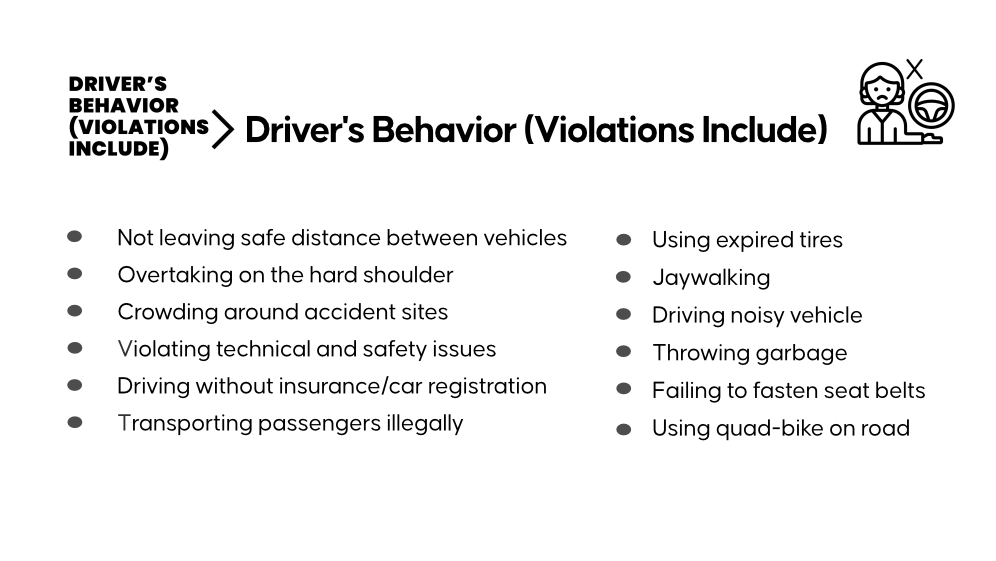 DRIVER’S
BEHAVIOR
(VIOLATIONS
INCLUDE)
Driver's Behavior (Violations Include)
Not leaving safe distance between vehicles
Overtaking on the hard shoulder
Crowding around accident sites
Violating technical and safety issues
Driving without insurance/car registration
Transporting passengers illegally
Using expired tires
Jaywalking
Driving noisy vehicle
Throwing garbage
Failing to fasten seat belts
Using quad-bike on road